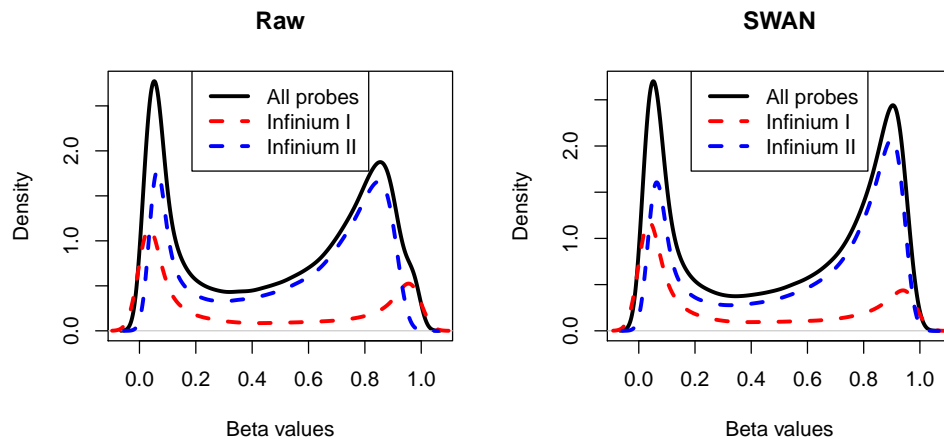 Raw
All probes
Infinium I
Infinium II
Density
0.0
1.0
2.0
0.0 0.2 0.4 0.6 0.8 1.0
Beta values
SWAN
All probes
Infinium I
Infinium II
Density
0.0
1.0
2.0
0.0 0.2 0.4 0.6 0.8 1.0
Beta values